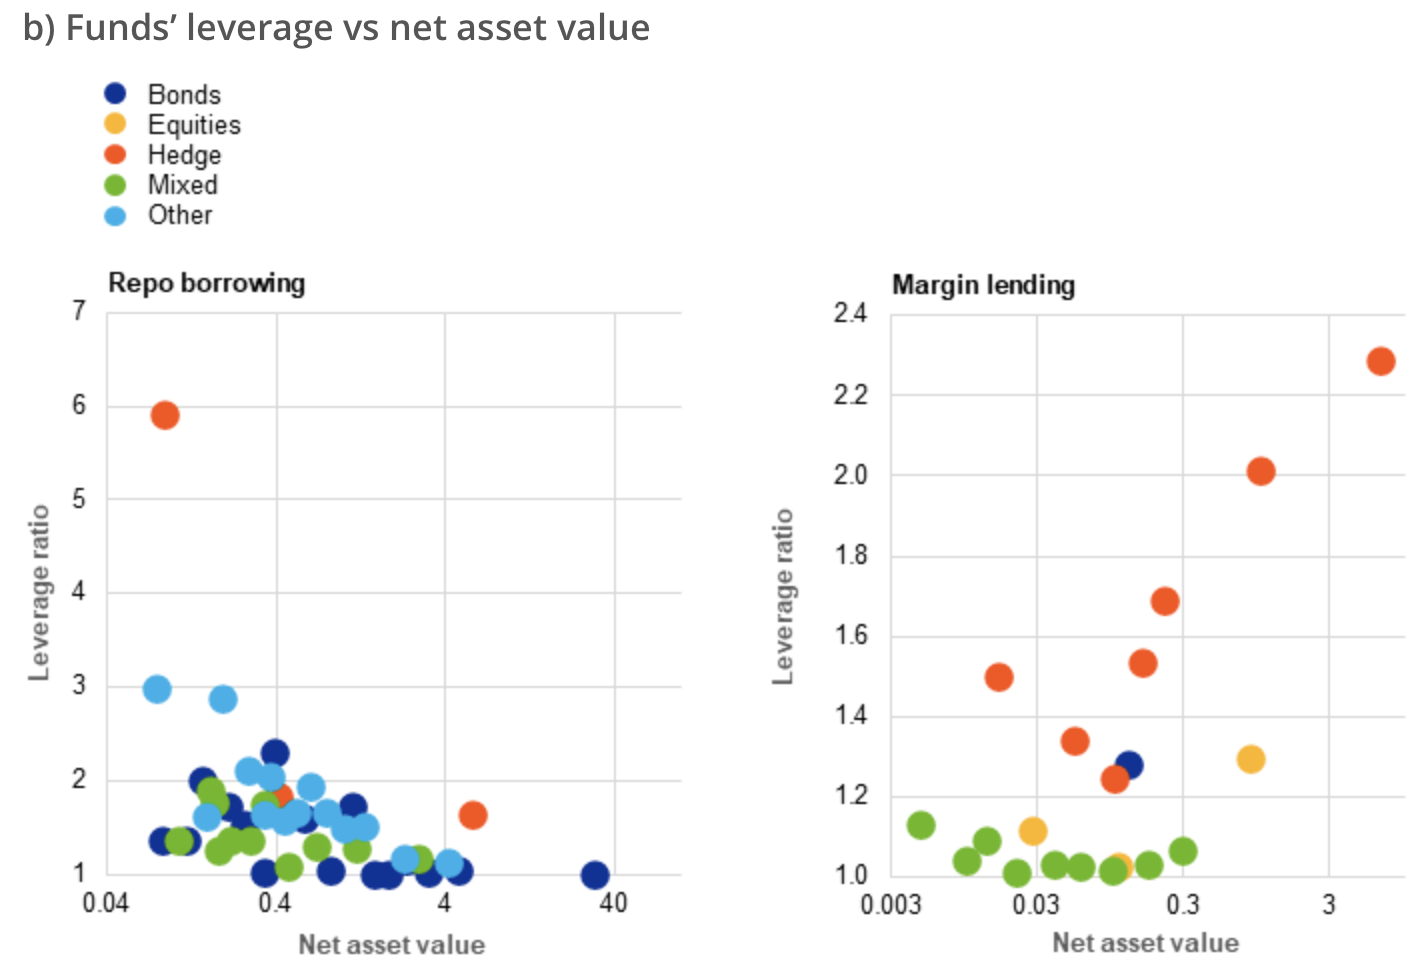 b) Funds’ leverage vs net asset value
Bonds
Equities
Hedge
Mixed
Other
Repo borrowing
7
6
5
4
3
2
1
0.04
0.4
4
40
Leverage ratio
Net asset value
Margin lending
2.4
2.2
2.0
1.8
1.6
1.4
1.2
1.0
0.003
0.03
0.3
3
Leverage ratio
Net asset value